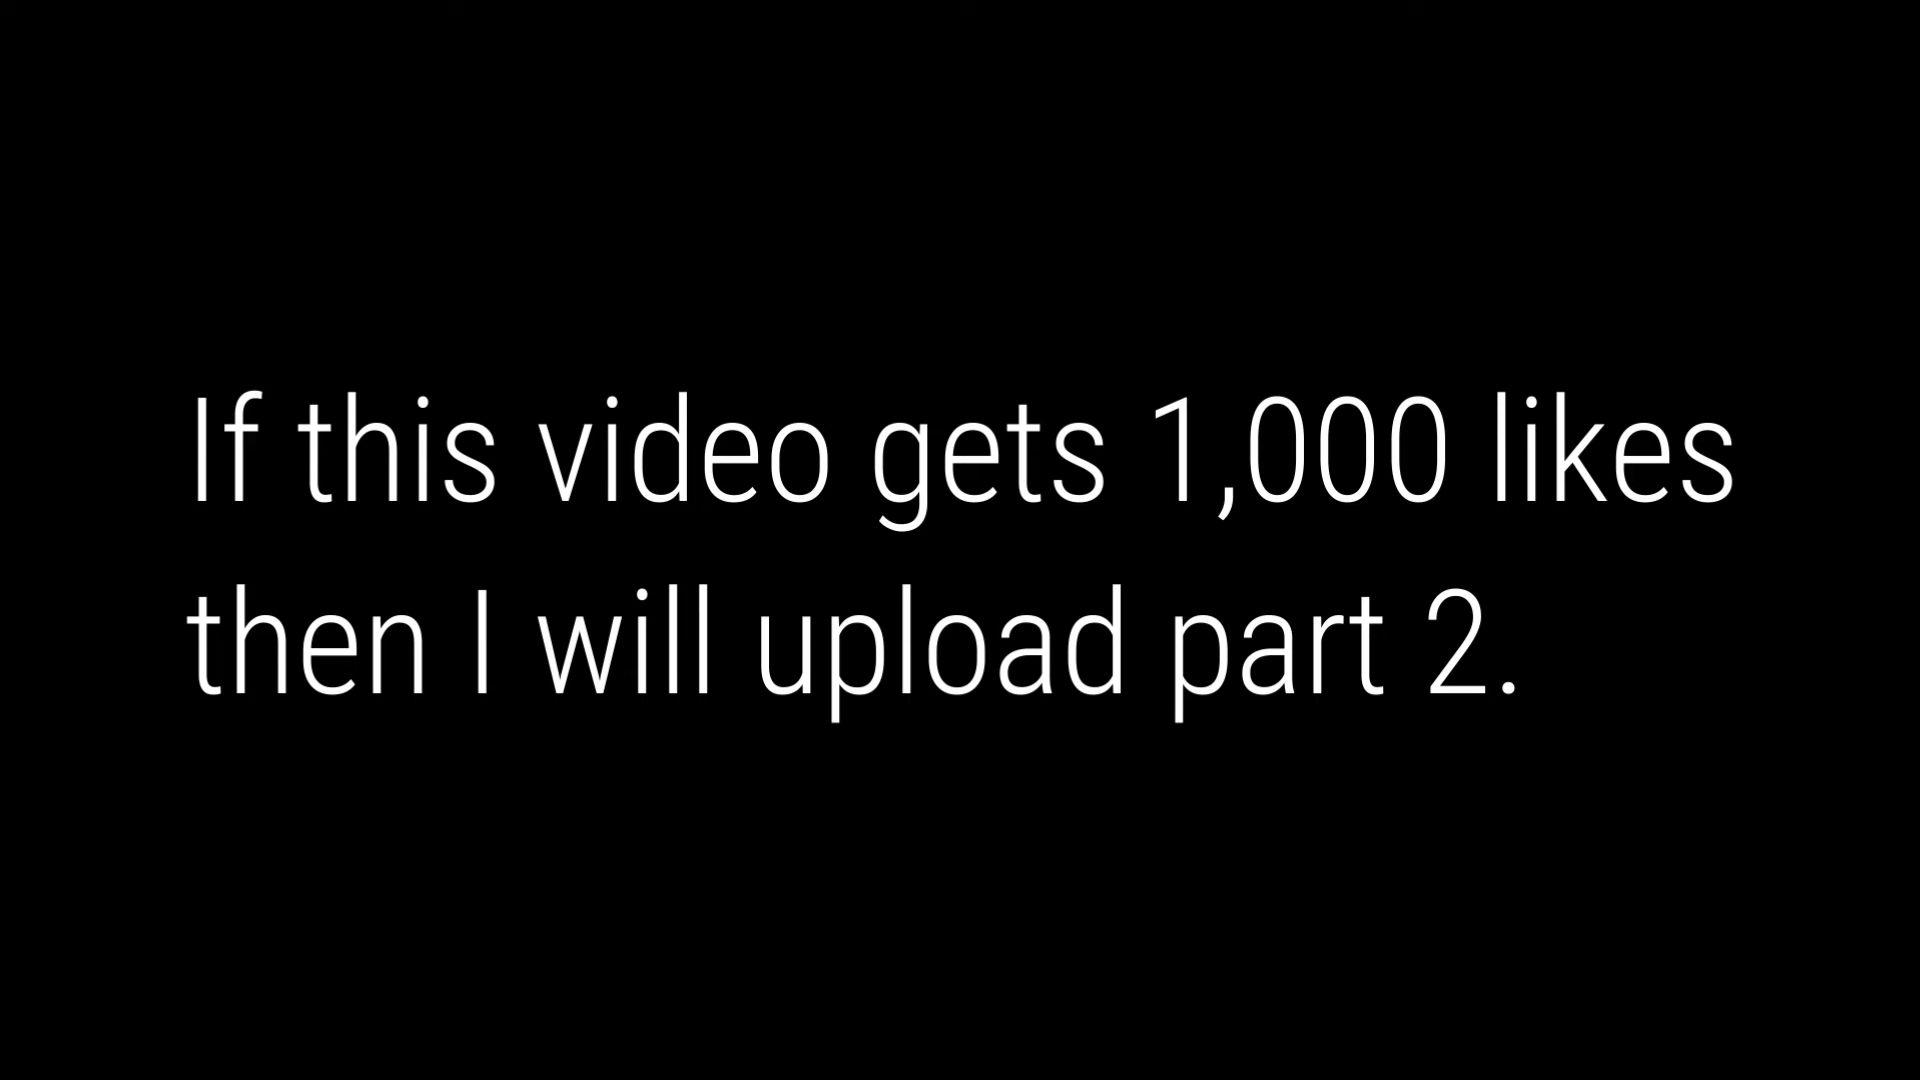 If this video gets 1,000 likes
then I will upload part 2.